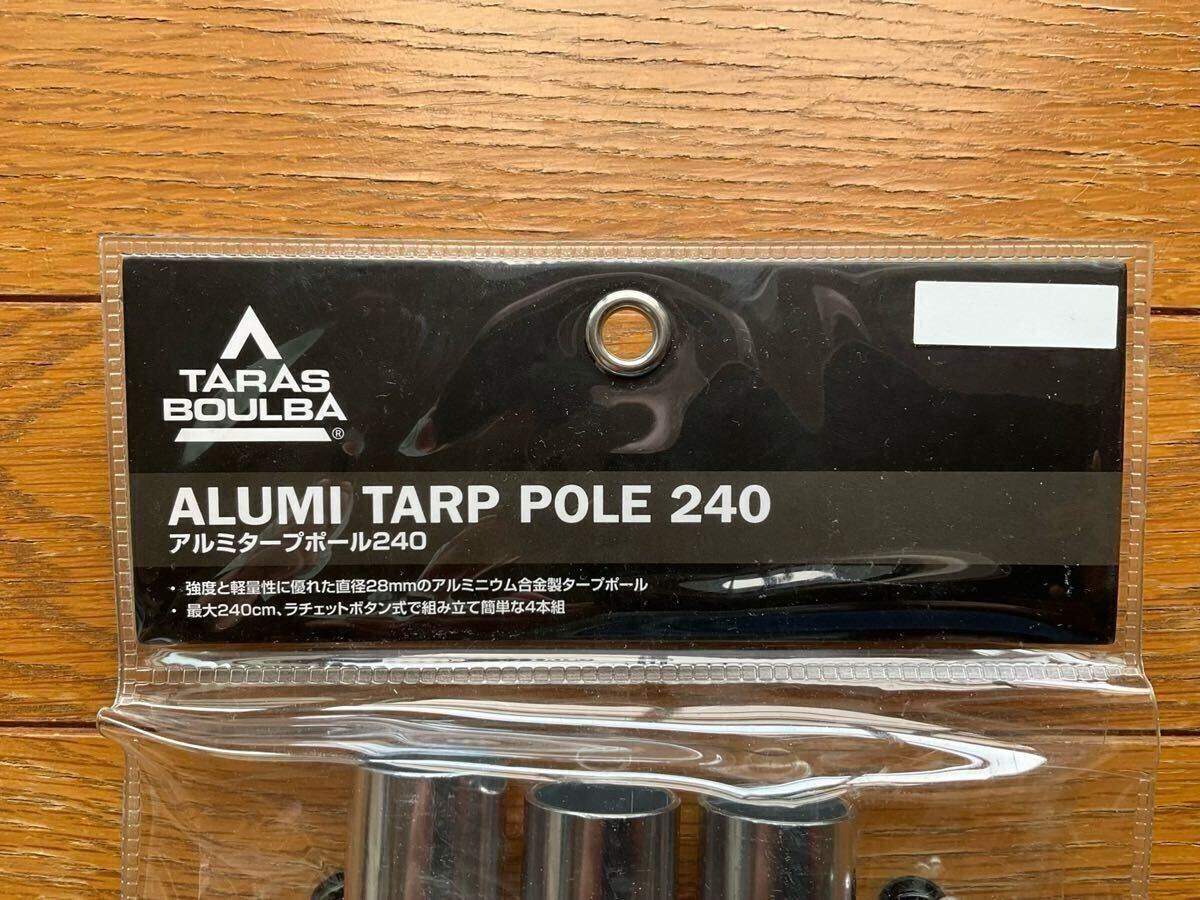 TARAS
BOULBA
®
ALUMI TARP POLE 240
アルミタープポール240
・強度と軽量性に優れた直径28mmのアルミニウム合金製タープポール
・最大240cm、ラチェットボタン式で組み立て簡単な4本組